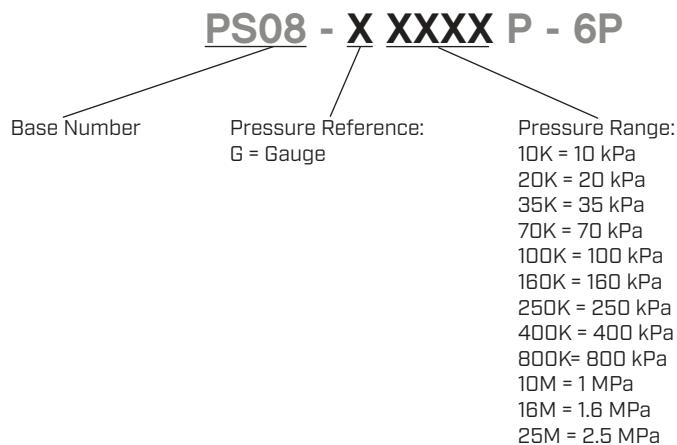 PS08 - X XXXX P - 6P
Base Number
Pressure Reference:
G = Gauge
Pressure Range:
10K = 10 kPa
20K = 20 kPa
35K = 35 kPa
70K = 70 kPa
100K = 100 kPa
160K = 160 kPa
250K = 250 kPa
400K = 400 kPa
800K= 800 kPa
10M = 1 MPa
16M = 1.6 MPa
25M = 2.5 MPa